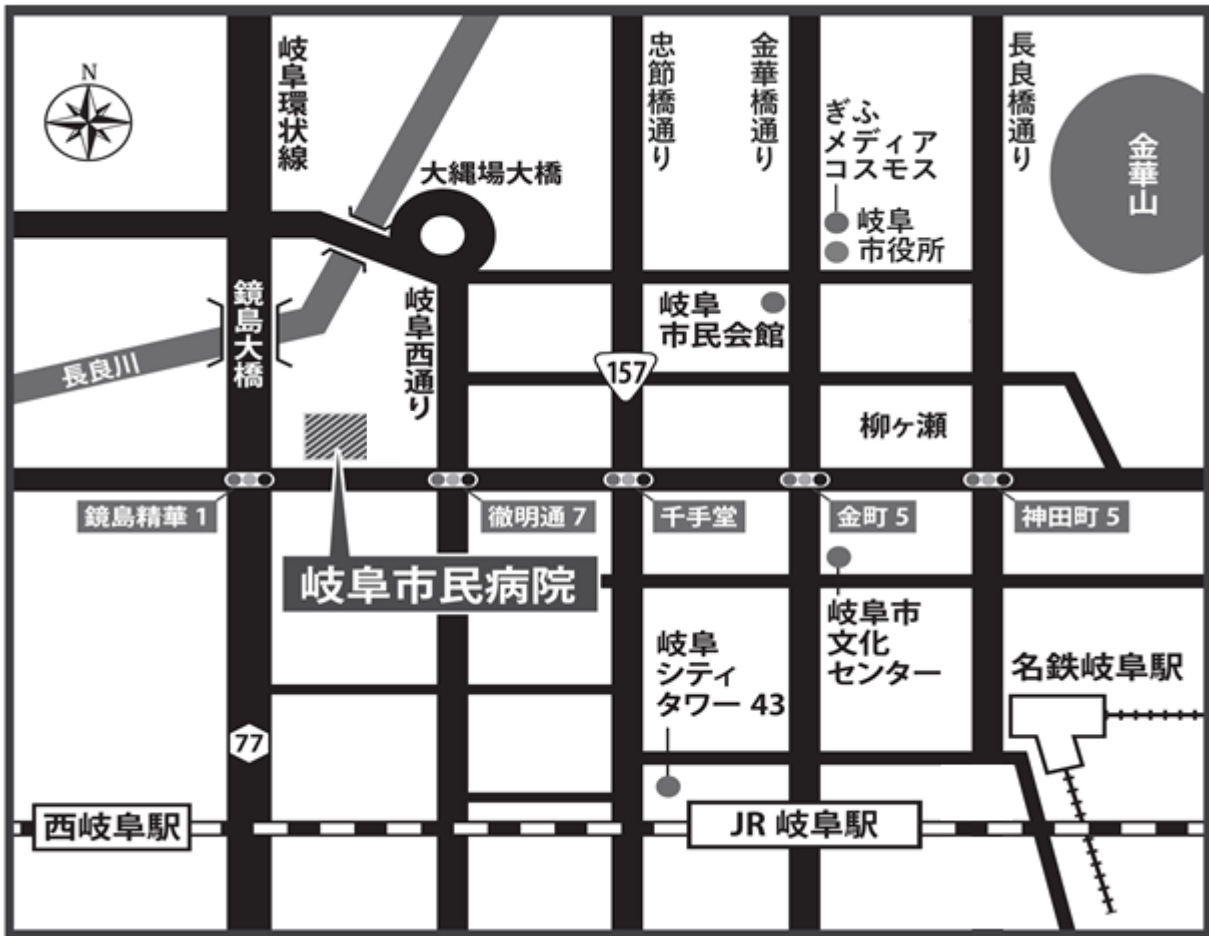 N
岐阜環状線
忠節橋通り
金華橋通り
長良橋通り
ぎふ
メディア
コスモス
岐阜
市役所
金華山
大縄場大橋
鏡島大橋
長良川
岐阜西通り
岐阜
市民会館
157
柳ヶ瀬
鏡島精華 1
徹明通 7
千手堂
金町 5
神田町 5
岐阜市民病院
岐阜市
文化
センター
岐阜
シティ
タワー 43
名鉄岐阜駅
77
西岐阜駅
JR 岐阜駅